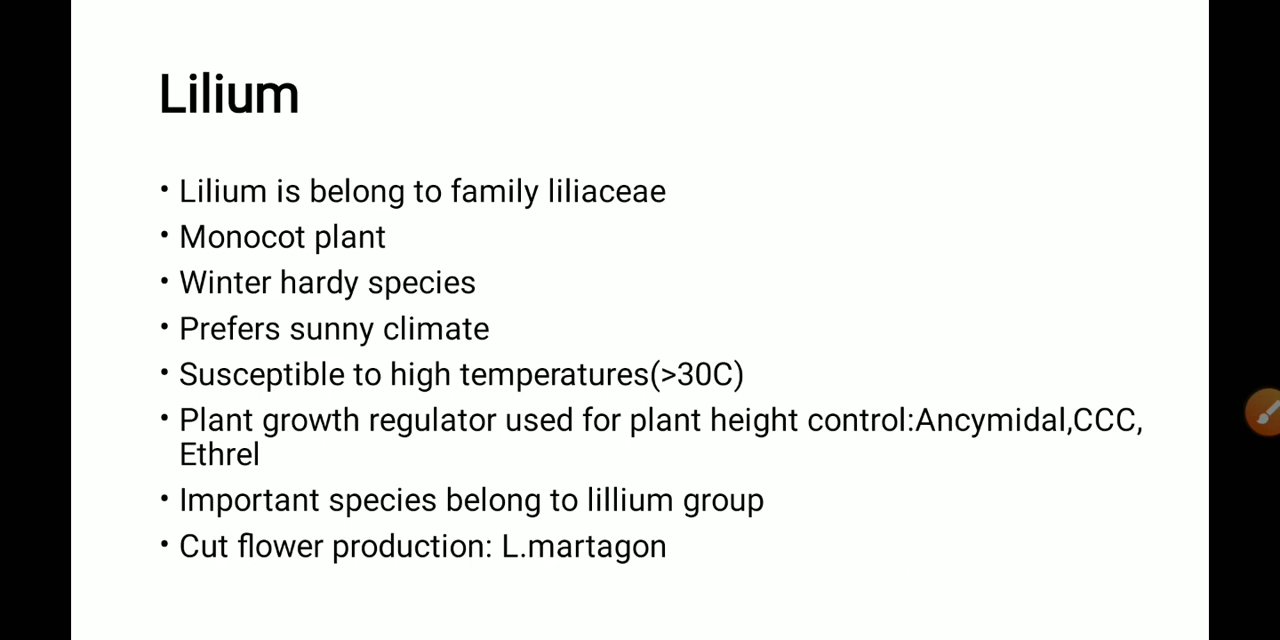 Lilium
• Lilium is belong to family liliaceae
• Monocot plant
• Winter hardy species
• Prefers sunny climate
• Susceptible to high temperatures(>30C)
• Plant growth regulator used for plant height control:Ancymidal,CCC,
Ethrel
• Important species belong to lillium group
• Cut flower production: L.martagon